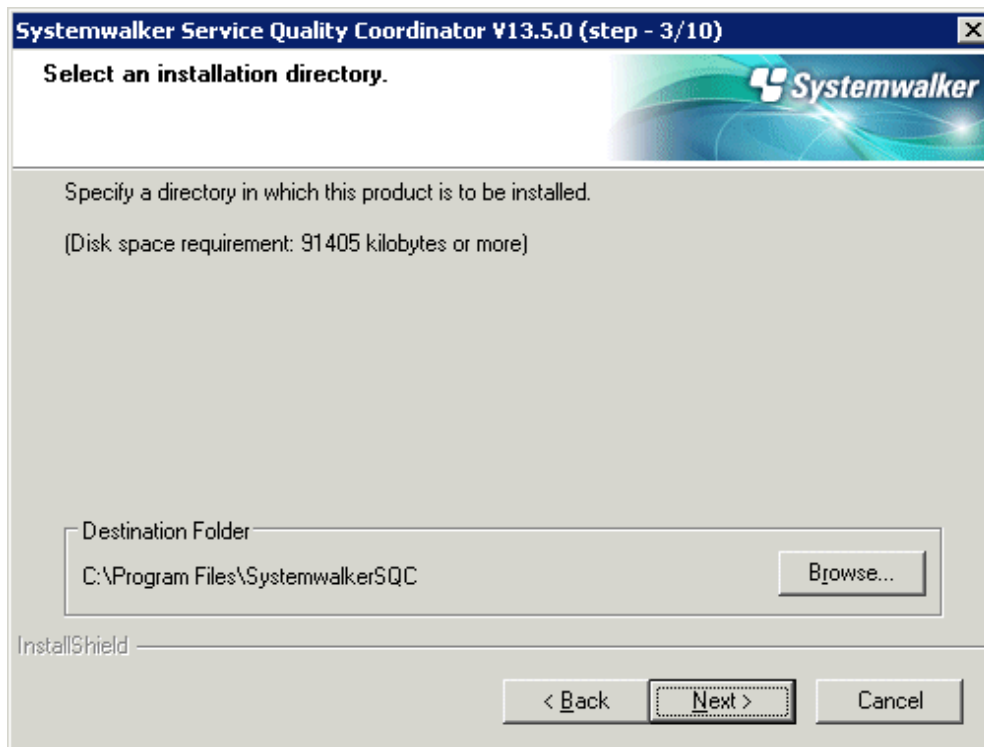 Systemwalker Service Quality Coordinator V13.5.0 (step - 3/10)
Select an installation directory.
Systemwalker
Specify a directory in which this product is to be installed.
(Disk space requirement: 91405 kilobytes or more)
Destination Folder
C:\Program Files\SystemwalkerSQC
Browse...
InstallShield
< Back
Next >
Cancel